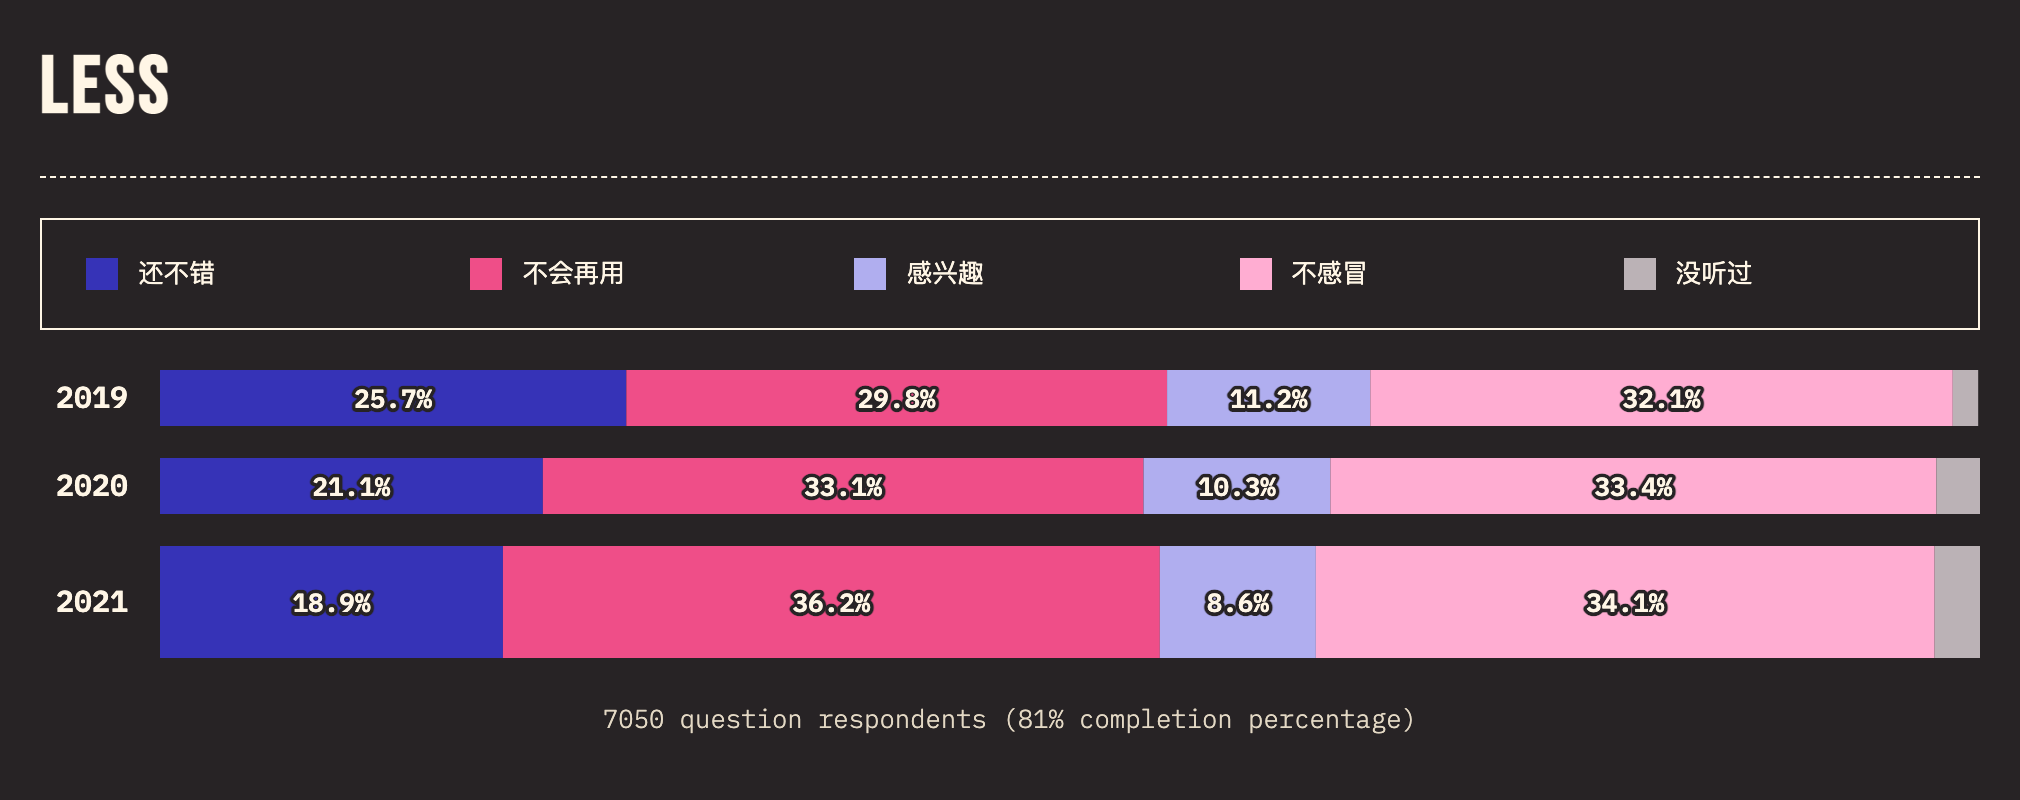 LESS
还不错 不会再用 感兴趣 不感冒 没听过
2019 25.7% 29.8% 11.2% 32.1%
2020 21.1% 33.1% 10.3% 33.4%
2021 18.9% 36.2% 8.6% 34.1%
7050 question respondents (81% completion percentage)